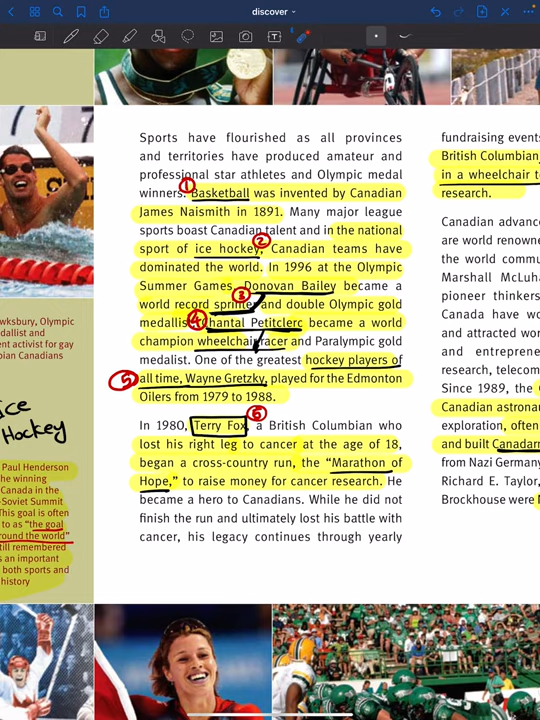 discover
Sports have flourished as all provinces
and territories have produced amateur and
professional star athletes and Olympic medal
winners. Basketball was invented by Canadian
James Naismith in 1891. Many major league
sports boast Canadian talent and in the national
sport of ice hockey, Canadian teams have
dominated the world. In 1996 at the Olympic
Summer Games, Donovan Bailey became a
world record sprinter and double Olympic gold
medallist. Chantal Petitclerc became a world
champion wheelchair racer and Paralympic gold
medalist. One of the greatest hockey players of
all time, Wayne Gretzky, played for the Edmonton
Oilers from 1979 to 1988.
In 1980, Terry Fox, a British Columbian who
lost his right leg to cancer at the age of 18,
began a cross-country run, the “Marathon of
Hope,” to raise money for cancer research. He
became a hero to Canadians. While he did not
finish the run and ultimately lost his battle with
cancer, his legacy continues through yearly
1
2
3
4
5
6
wksbury, Olympic
dallist and
ent activist for gay
bian Canadians
ice
Hockey
Paul Henderson
he winning
Canada in the
-Soviet Summit
This goal is often
to as “the goal
round the world”
till remembered
s an important
both sports and
history
fundraising events
British Columbian
in a wheelchair to
research.
Canadian advance
are world renowne
the world commu
Marshall McLuha
pioneer thinkers
Canada have wo
and attracted wor
and entreprene
research, telecom
Since 1989, the
Canadian astronau
exploration, often
and built Canadarm
from Nazi Germany
Richard E. Taylor,
Brockhouse were